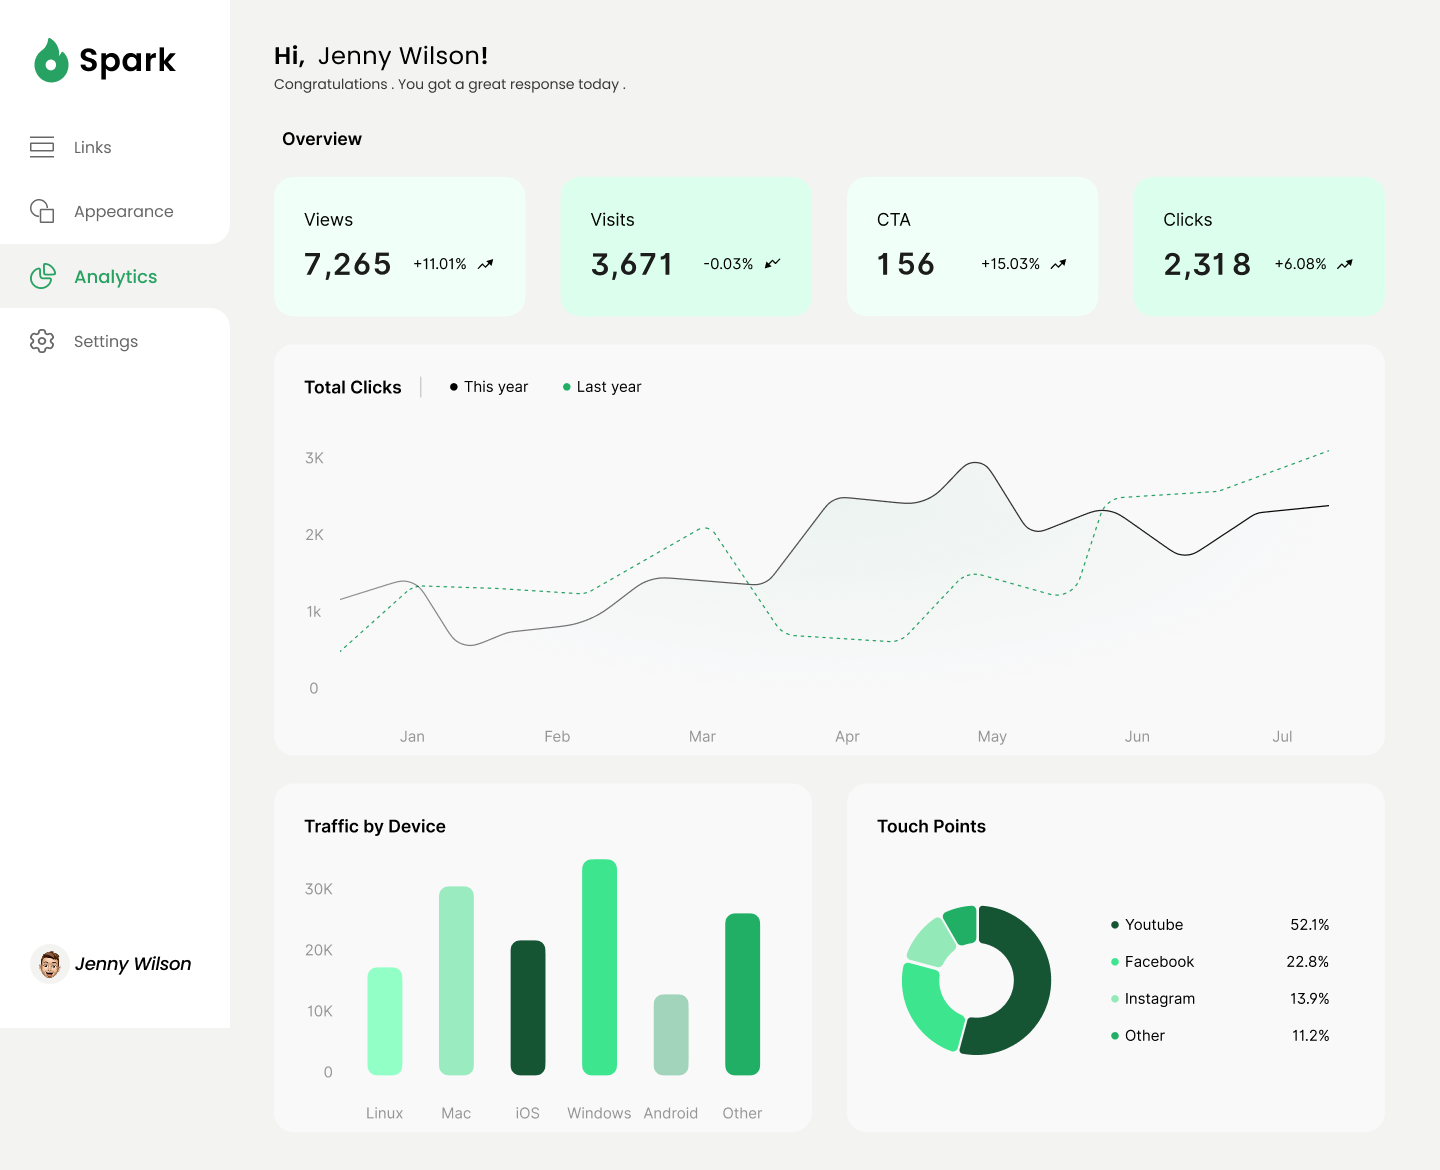 Spark
Links
Appearance
Analytics
Settings
Jenny Wilson
Hi, Jenny Wilson!
Congratulations . You got a great response today .
Overview
Views
7,265 +11.01%
Visits
3,671 -0.03%
CTA
156 +15.03%
Clicks
2,318 +6.08%
Total Clicks This year Last year
3K
2K
1k
0
Jan Feb Mar Apr May Jun Jul
Traffic by Device
30K
20K
10K
0
Linux Mac iOS Windows Android Other
Touch Points
Youtube 52.1%
Facebook 22.8%
Instagram 13.9%
Other 11.2%